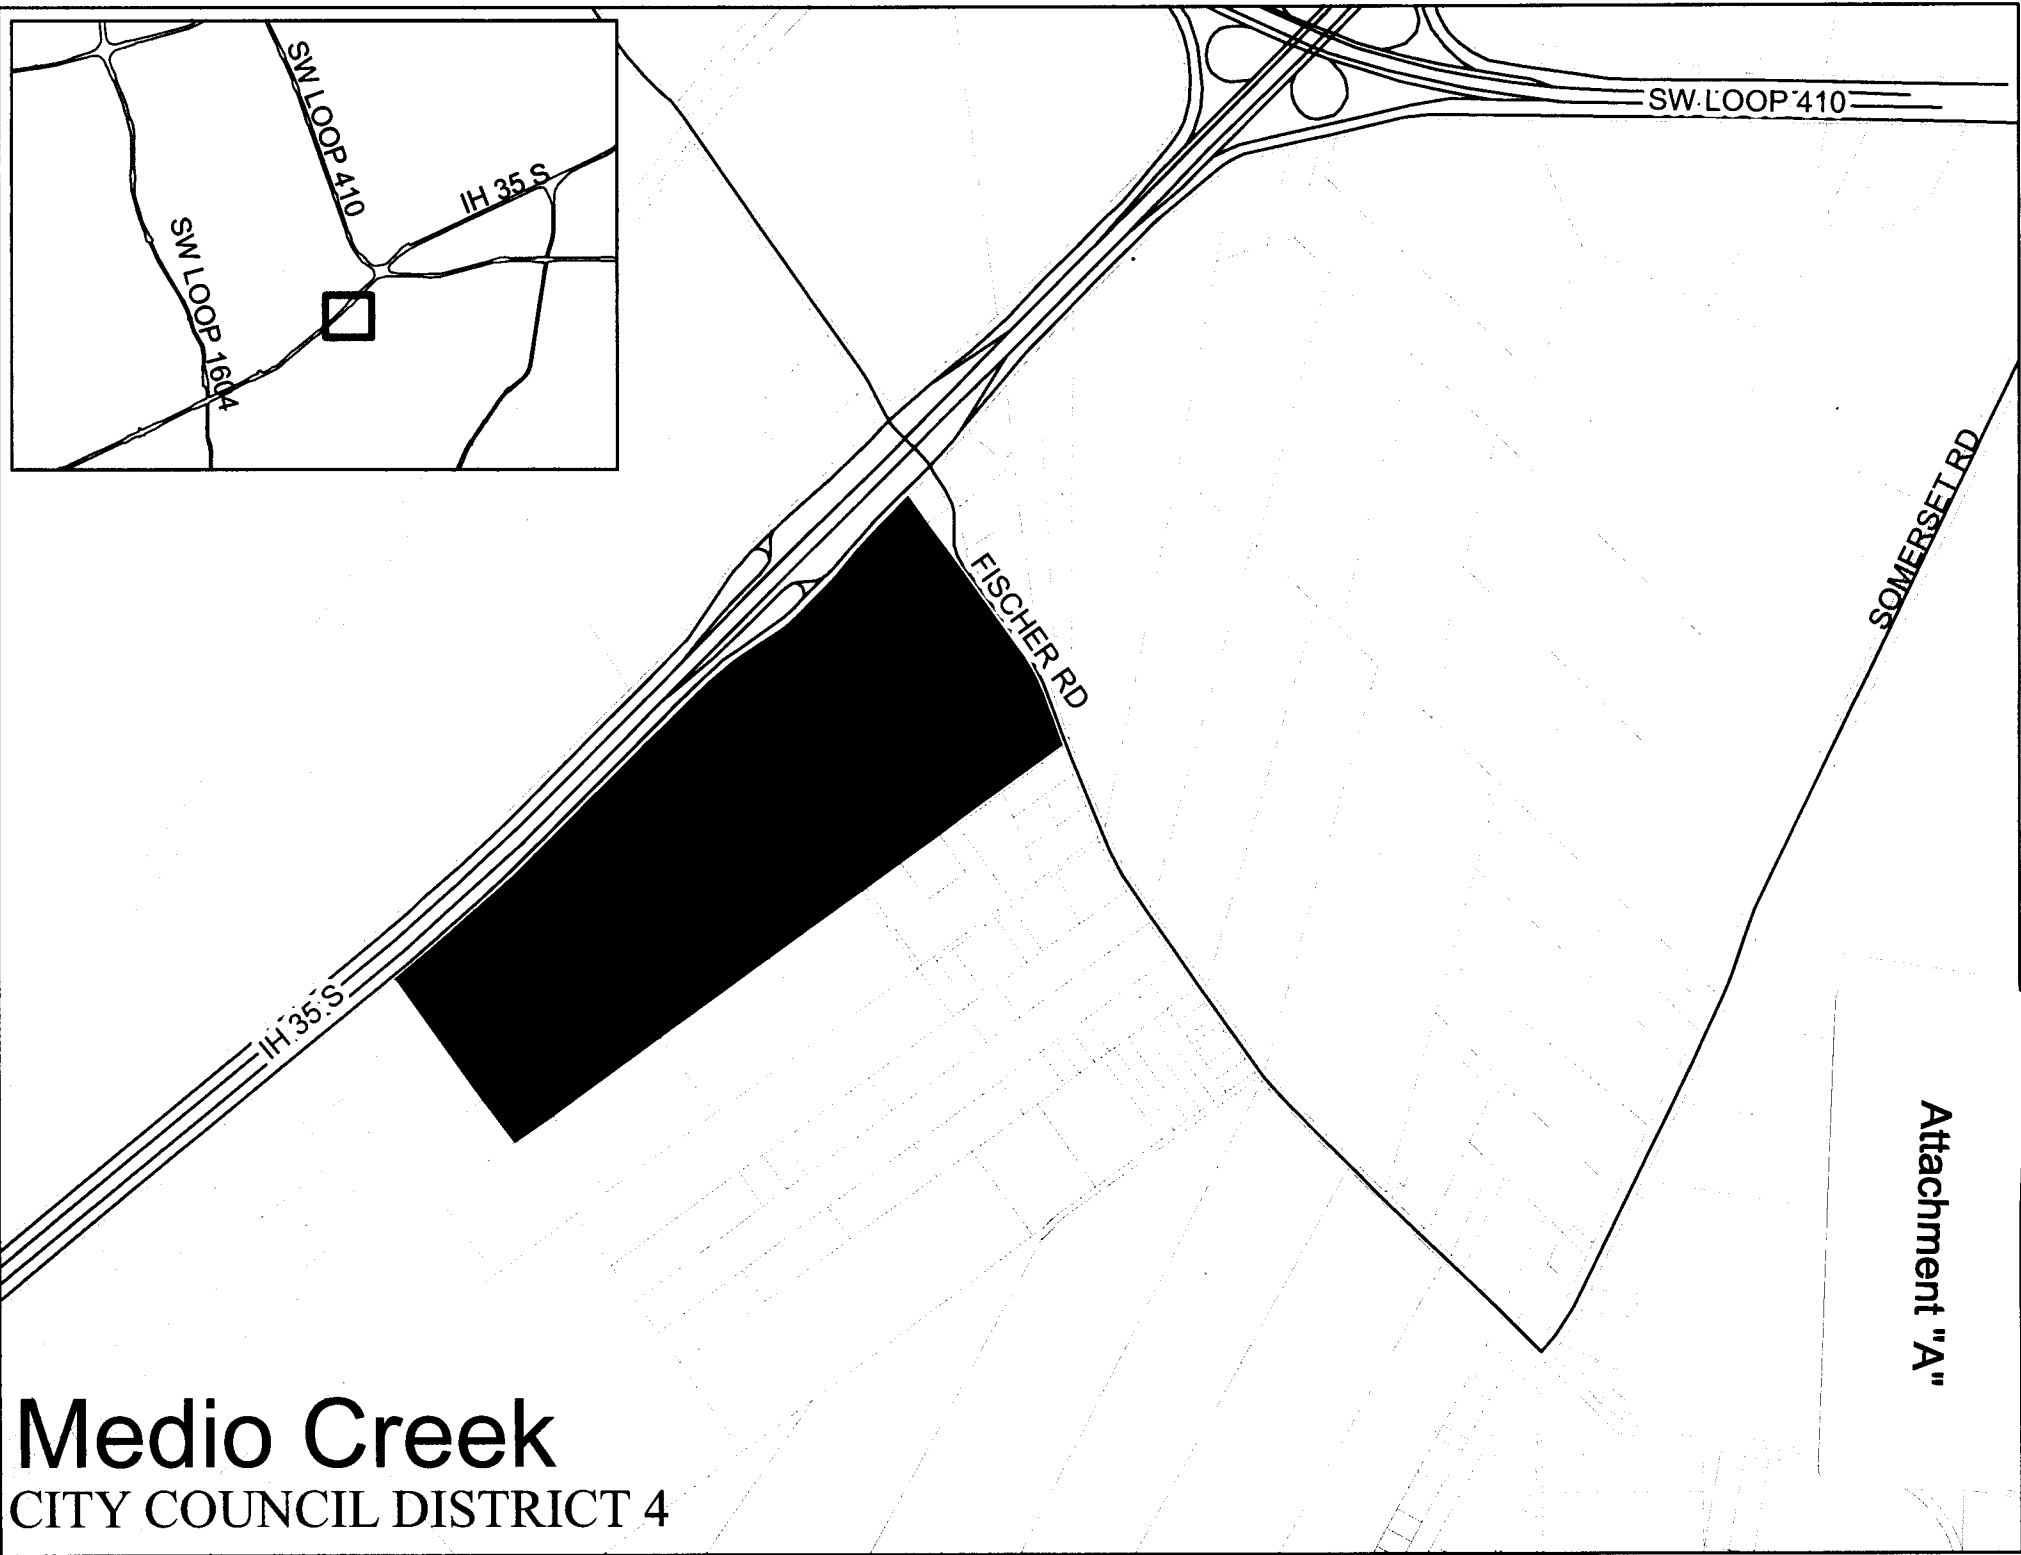 SW LOOP 410
IH 35 S
SW LOOP 1604
SW LOOP 410
SOMERSET RD
FISCHER RD
IH 35 S
Attachment "A"
Medio Creek
CITY COUNCIL DISTRICT 4